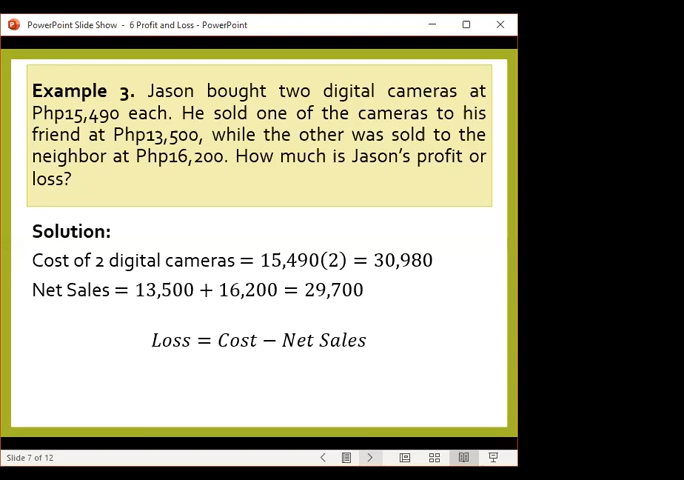 PowerPoint Slide Show - 6 Profit and Loss - PowerPoint
Example 3. Jason bought two digital cameras at
Php15,490 each. He sold one of the cameras to his
friend at Php13,500, while the other was sold to the
neighbor at Php16,200. How much is Jason's profit or
loss?
Solution:
Cost of 2 digital cameras = 15,490(2) = 30,980
Net Sales = 13,500 + 16,200 = 29,700
Loss = Cost − Net Sales
Slide 7 of 12